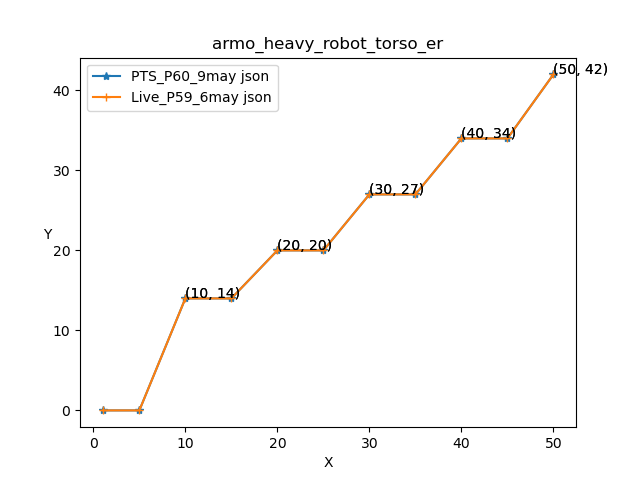 armo_heavy_robot_torso_er
PTS_P60_9may json
Live_P59_6may json
(50, 42)
40
(40, 34)
30
(30, 27)
Y
20
(20, 20)
(10, 14)
10
0
0 10 20 30 40 50
X